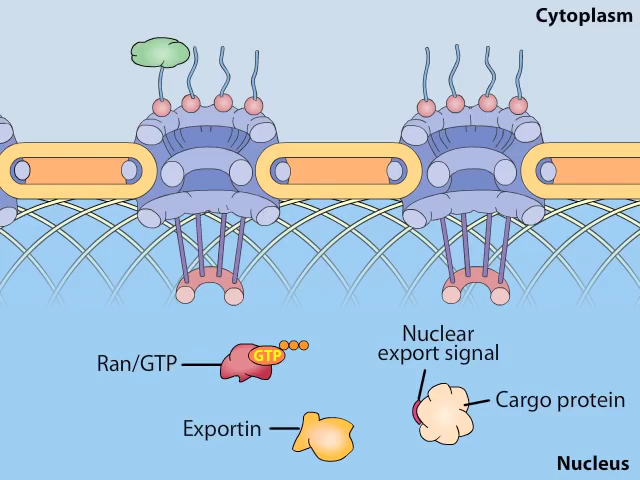 Cytoplasm
Nuclear
export signal
Ran/GTP
GTP
Cargo protein
Exportin
Nucleus